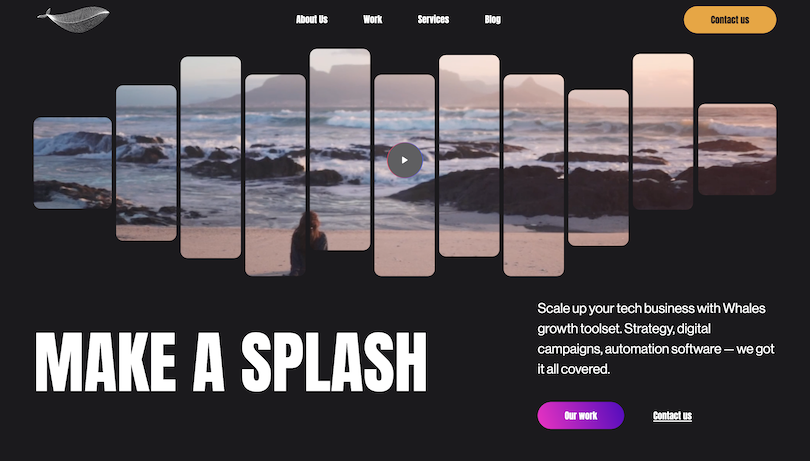 About Us
Work
Services
Blog
Contact us
MAKE A SPLASH
Scale up your tech business with Whales
growth toolset. Strategy, digital
campaigns, automation software — we got
it all covered.
Our work
Contact us